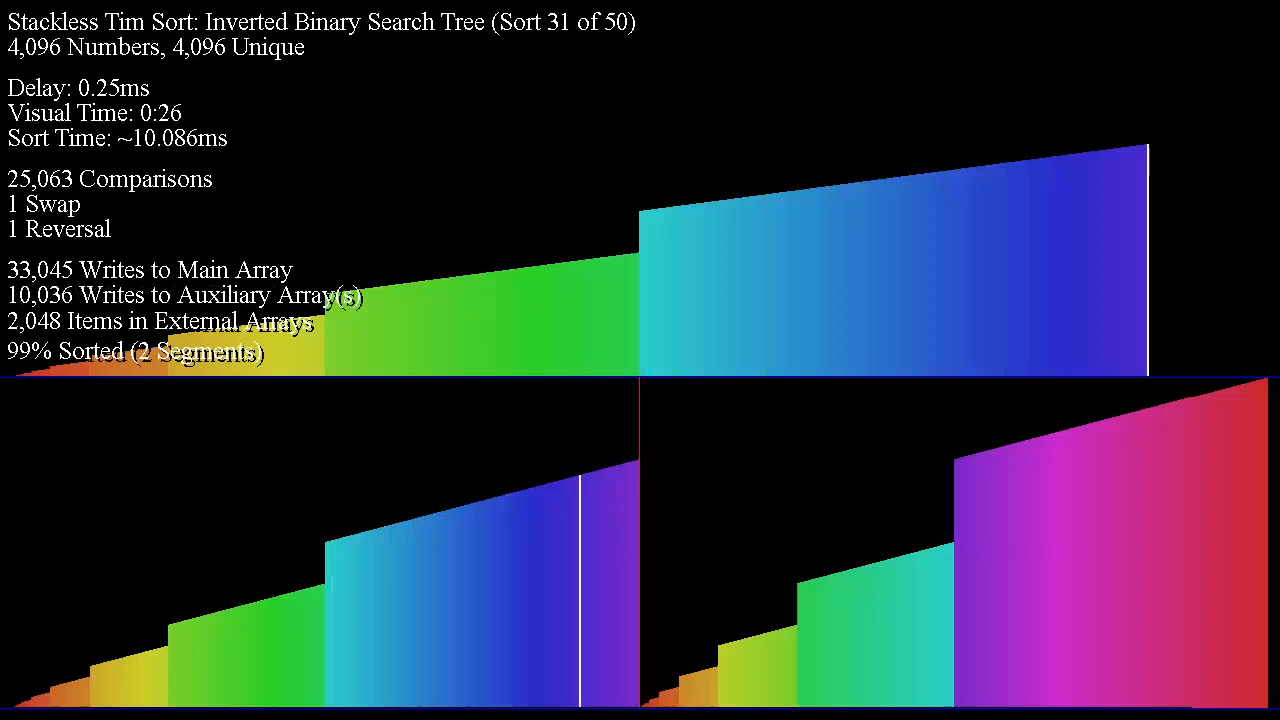 Stackless Tim Sort: Inverted Binary Search Tree (Sort 31 of 50)
4,096 Numbers, 4,096 Unique
Delay: 0.25ms
Visual Time: 0:26
Sort Time: ~10.086ms
25,063 Comparisons
1 Swap
1 Reversal
33,045 Writes to Main Array
10,036 Writes to Auxiliary Array(s)
2,048 Items in External Arrays
99% Sorted (2 Segments)